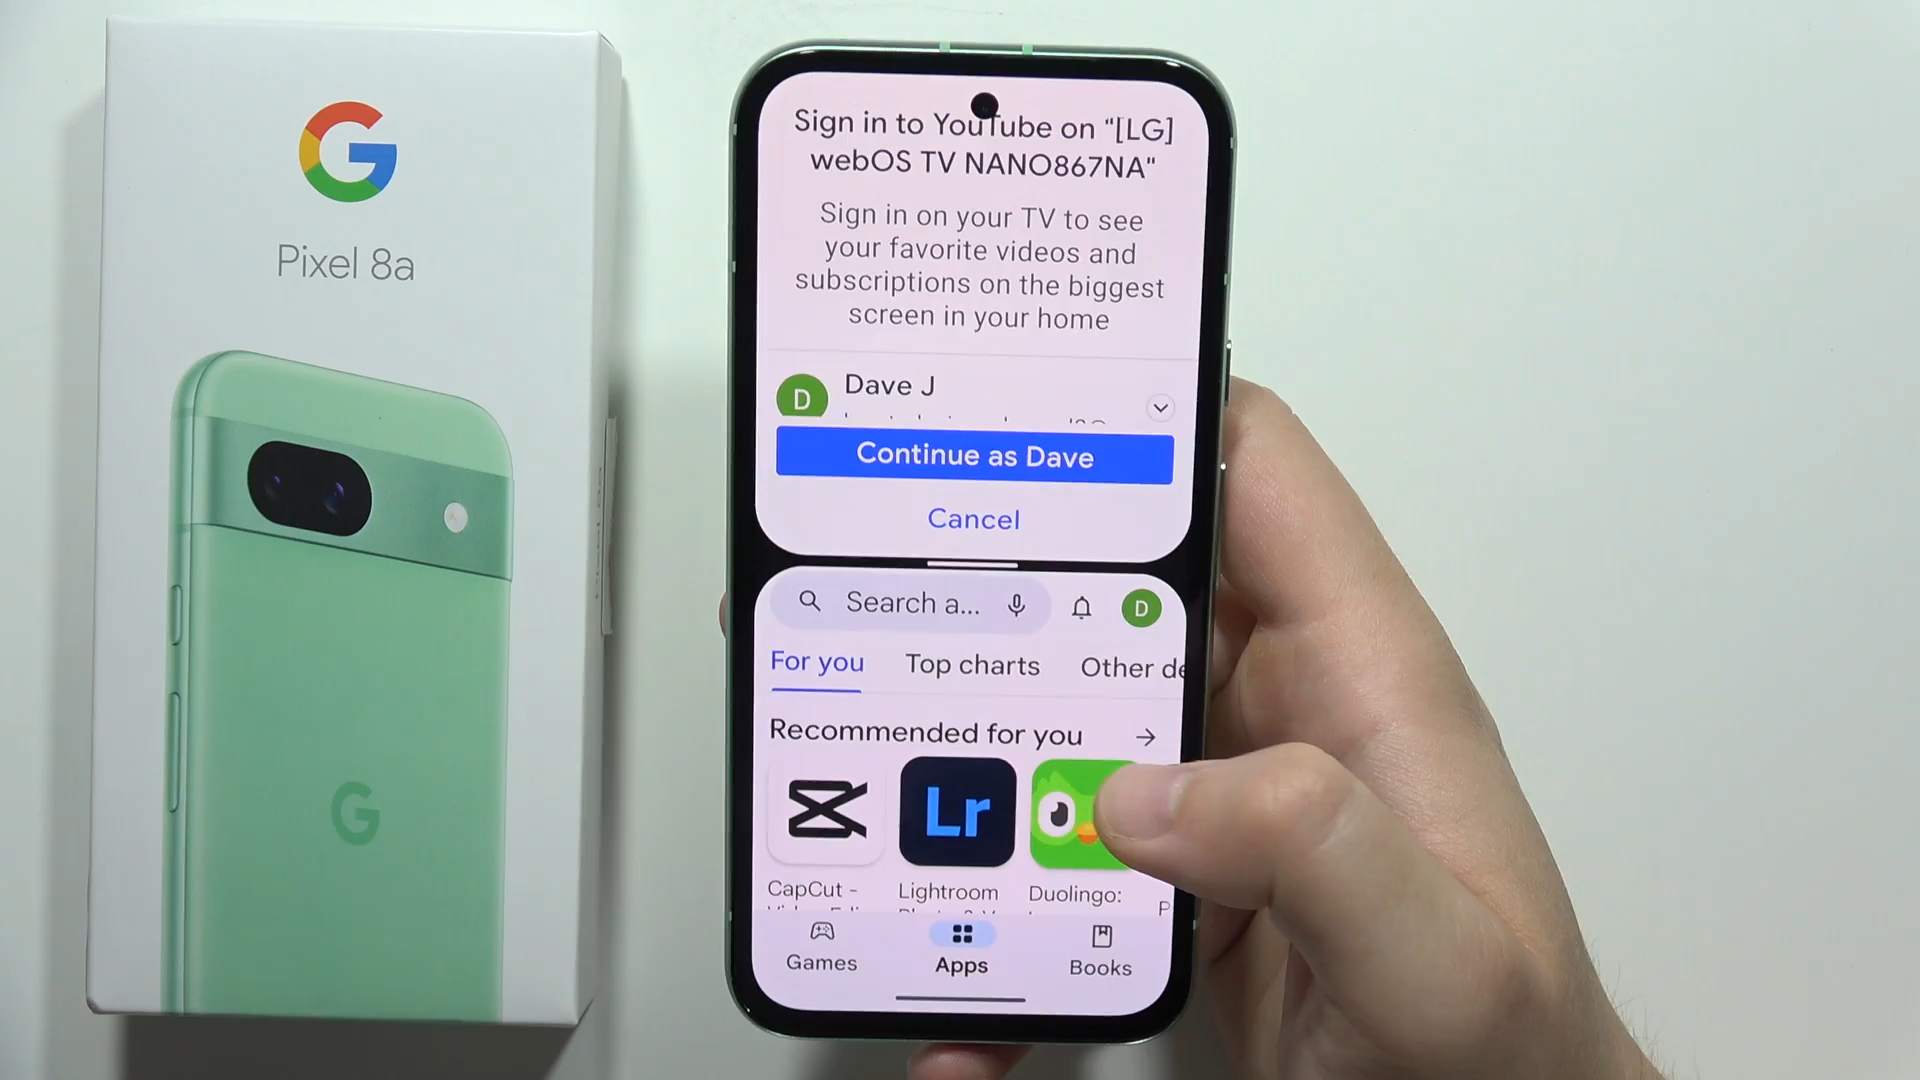 Pixel 8a
Sign in to YouTube on "[LG]
webOS TV NANO867NA"
Sign in on your TV to see
your favorite videos and
subscriptions on the biggest
screen in your home
D
Dave J
Continue as Dave
Cancel
Search a...
D
For you
Top charts
Other de
Recommended for you
Lr
CapCut -
Lightroom
Duolingo:
P
Games
Apps
Books